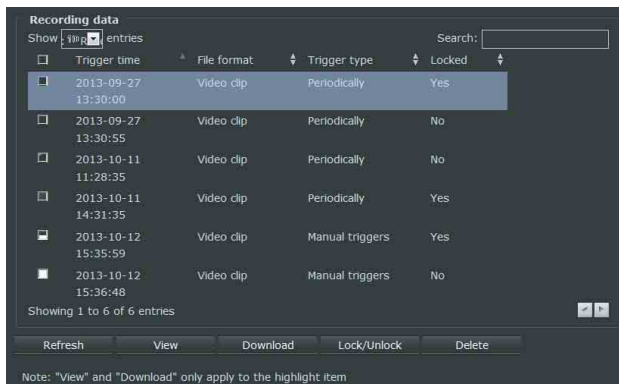 Recording data
Show entries Search:
Trigger time File format Trigger type Locked
2013-09-27 Video clip Periodically Yes
13:30:00
2013-09-27 Video clip Periodically No
13:30:55
2013-10-11 Video clip Periodically No
11:28:35
2013-10-11 Video clip Periodically Yes
14:31:35
2013-10-12 Video clip Manual triggers Yes
15:35:59
2013-10-12 Video clip Manual triggers No
15:36:48
Showing 1 to 6 of 6 entries
Refresh View Download Lock/Unlock Delete
Note: "View" and "Download" only apply to the highlight item